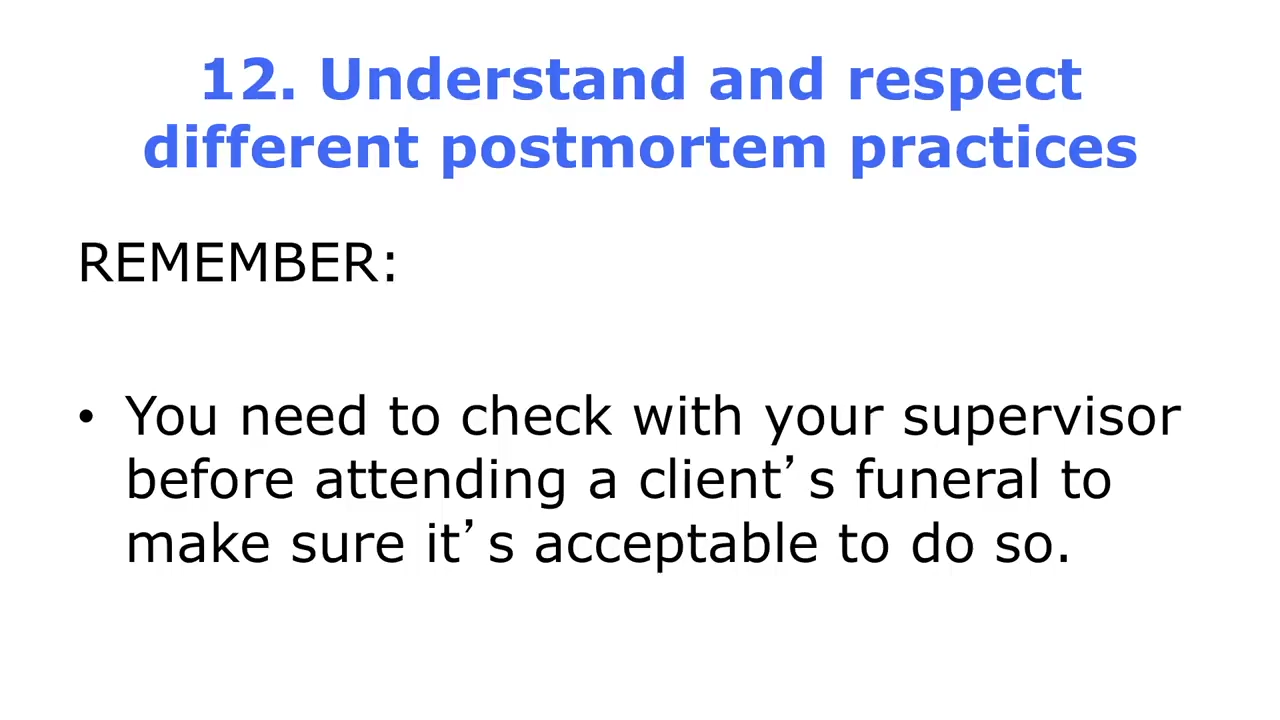 12. Understand and respect
different postmortem practices
REMEMBER:
• You need to check with your supervisor
before attending a client’s funeral to
make sure it’s acceptable to do so.